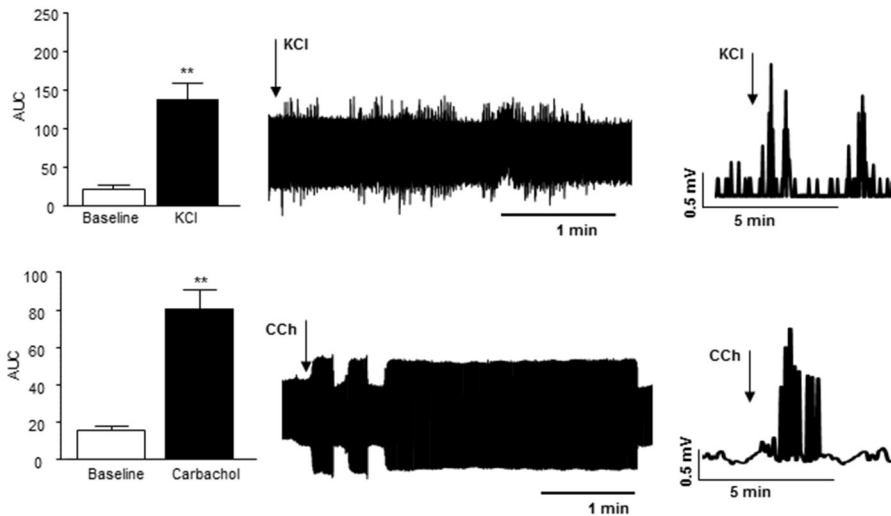 250
200
150
100
50
0
AUC
**
Baseline KCl
KCl
1 min
KCl
0.5 mV
5 min
100
80
60
40
20
0
AUC
**
Baseline Carbachol
CCh
1 min
CCh
0.5 mV
5 min